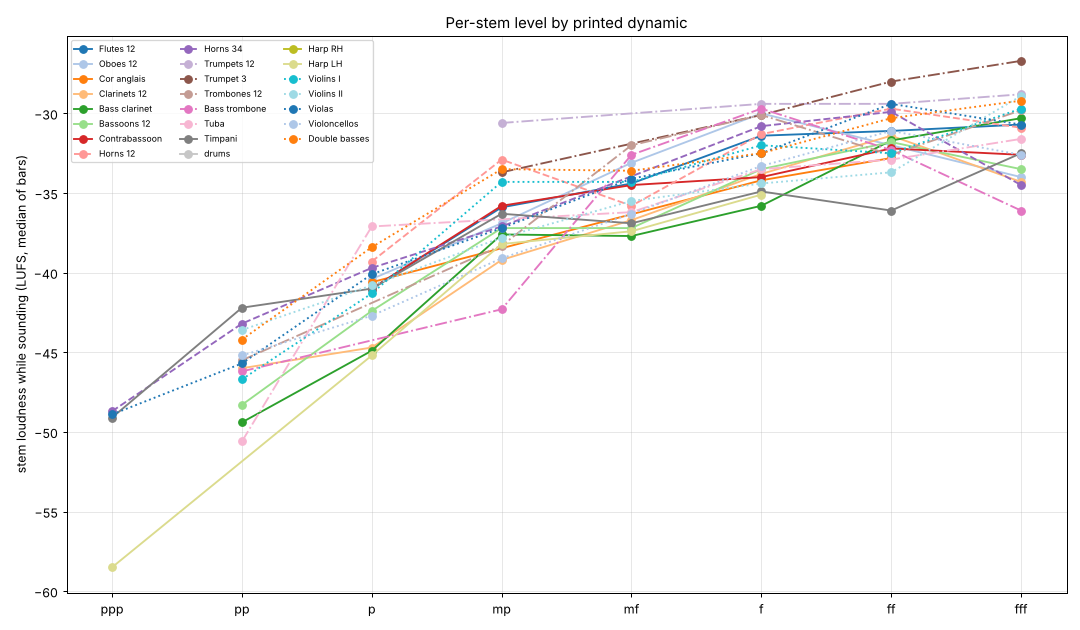 Per-stem level by printed dynamic
stem loudness while sounding (LUFS, median of bars)
−30
−35
−40
−45
−50
−55
−60
Flutes 12
Oboes 12
Cor anglais
Clarinets 12
Bass clarinet
Bassoons 12
Contrabassoon
Horns 12
Horns 34
Trumpets 12
Trumpet 3
Trombones 12
Bass trombone
Tuba
Timpani
drums
Harp RH
Harp LH
Violins I
Violins II
Violas
Violoncellos
Double basses
ppp pp p mp mf f ff fff